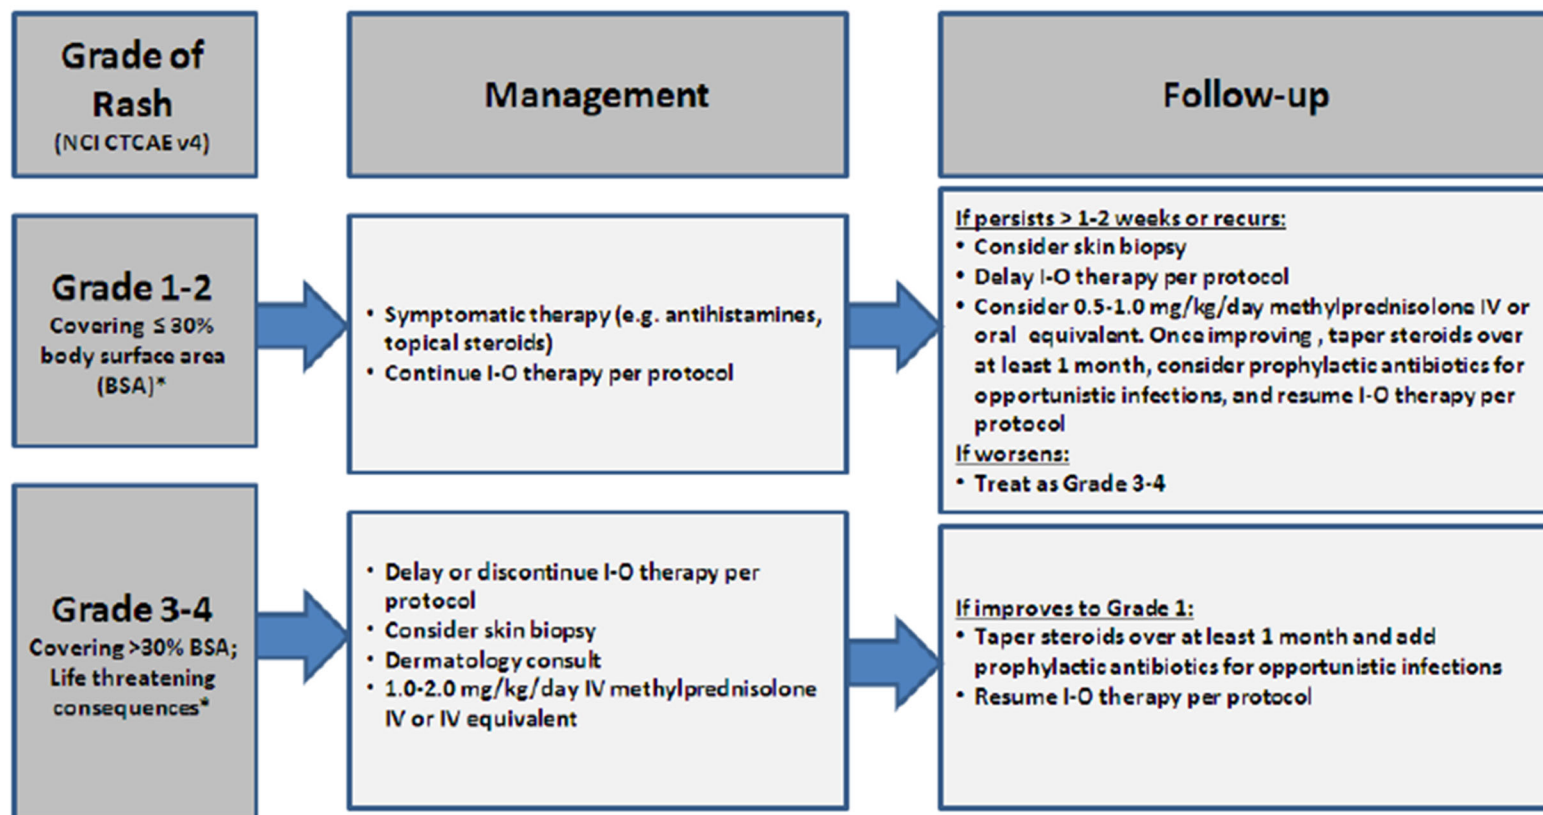 Grade of
Rash
(NCI CTCAE v4)
Management
Follow-up
Grade 1-2
Covering ≤ 30%
body surface area
(BSA)*
• Symptomatic therapy (e.g. antihistamines,
topical steroids)
• Continue I-O therapy per protocol
If persists > 1-2 weeks or recurs:
• Consider skin biopsy
• Delay I-O therapy per protocol
• Consider 0.5-1.0 mg/kg/day methylprednisolone IV or
oral equivalent. Once improving , taper steroids over
at least 1 month, consider prophylactic antibiotics for
opportunistic infections, and resume I-O therapy per
protocol
If worsens:
• Treat as Grade 3-4
Grade 3-4
Covering >30% BSA;
Life threatening
consequences*
• Delay or discontinue I-O therapy per
protocol
• Consider skin biopsy
• Dermatology consult
• 1.0-2.0 mg/kg/day IV methylprednisolone
IV or IV equivalent
If improves to Grade 1:
• Taper steroids over at least 1 month and add
prophylactic antibiotics for opportunistic infections
• Resume I-O therapy per protocol